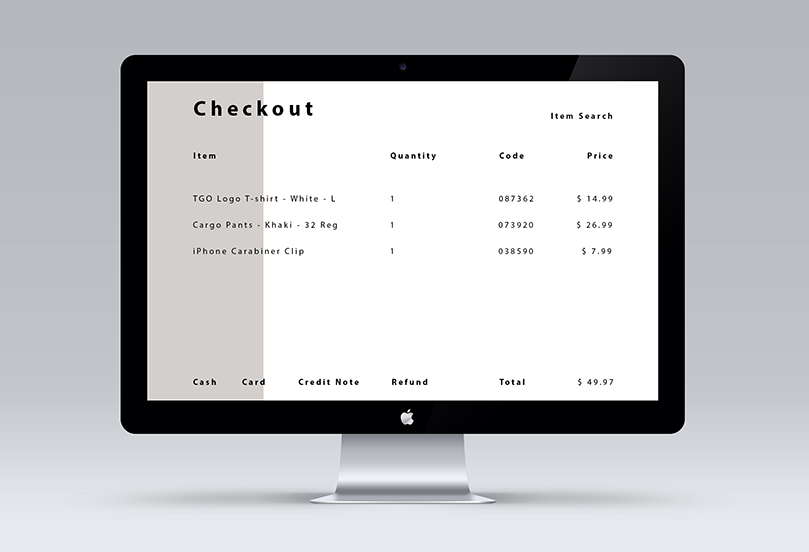 Checkout
Item Search
Item Quantity Code Price
TGO Logo T-shirt - White - L 1 087362 $ 14.99
Cargo Pants - Khaki - 32 Reg 1 073920 $ 26.99
iPhone Carabiner Clip 1 038590 $ 7.99
Cash Card Credit Note Refund Total $ 49.97